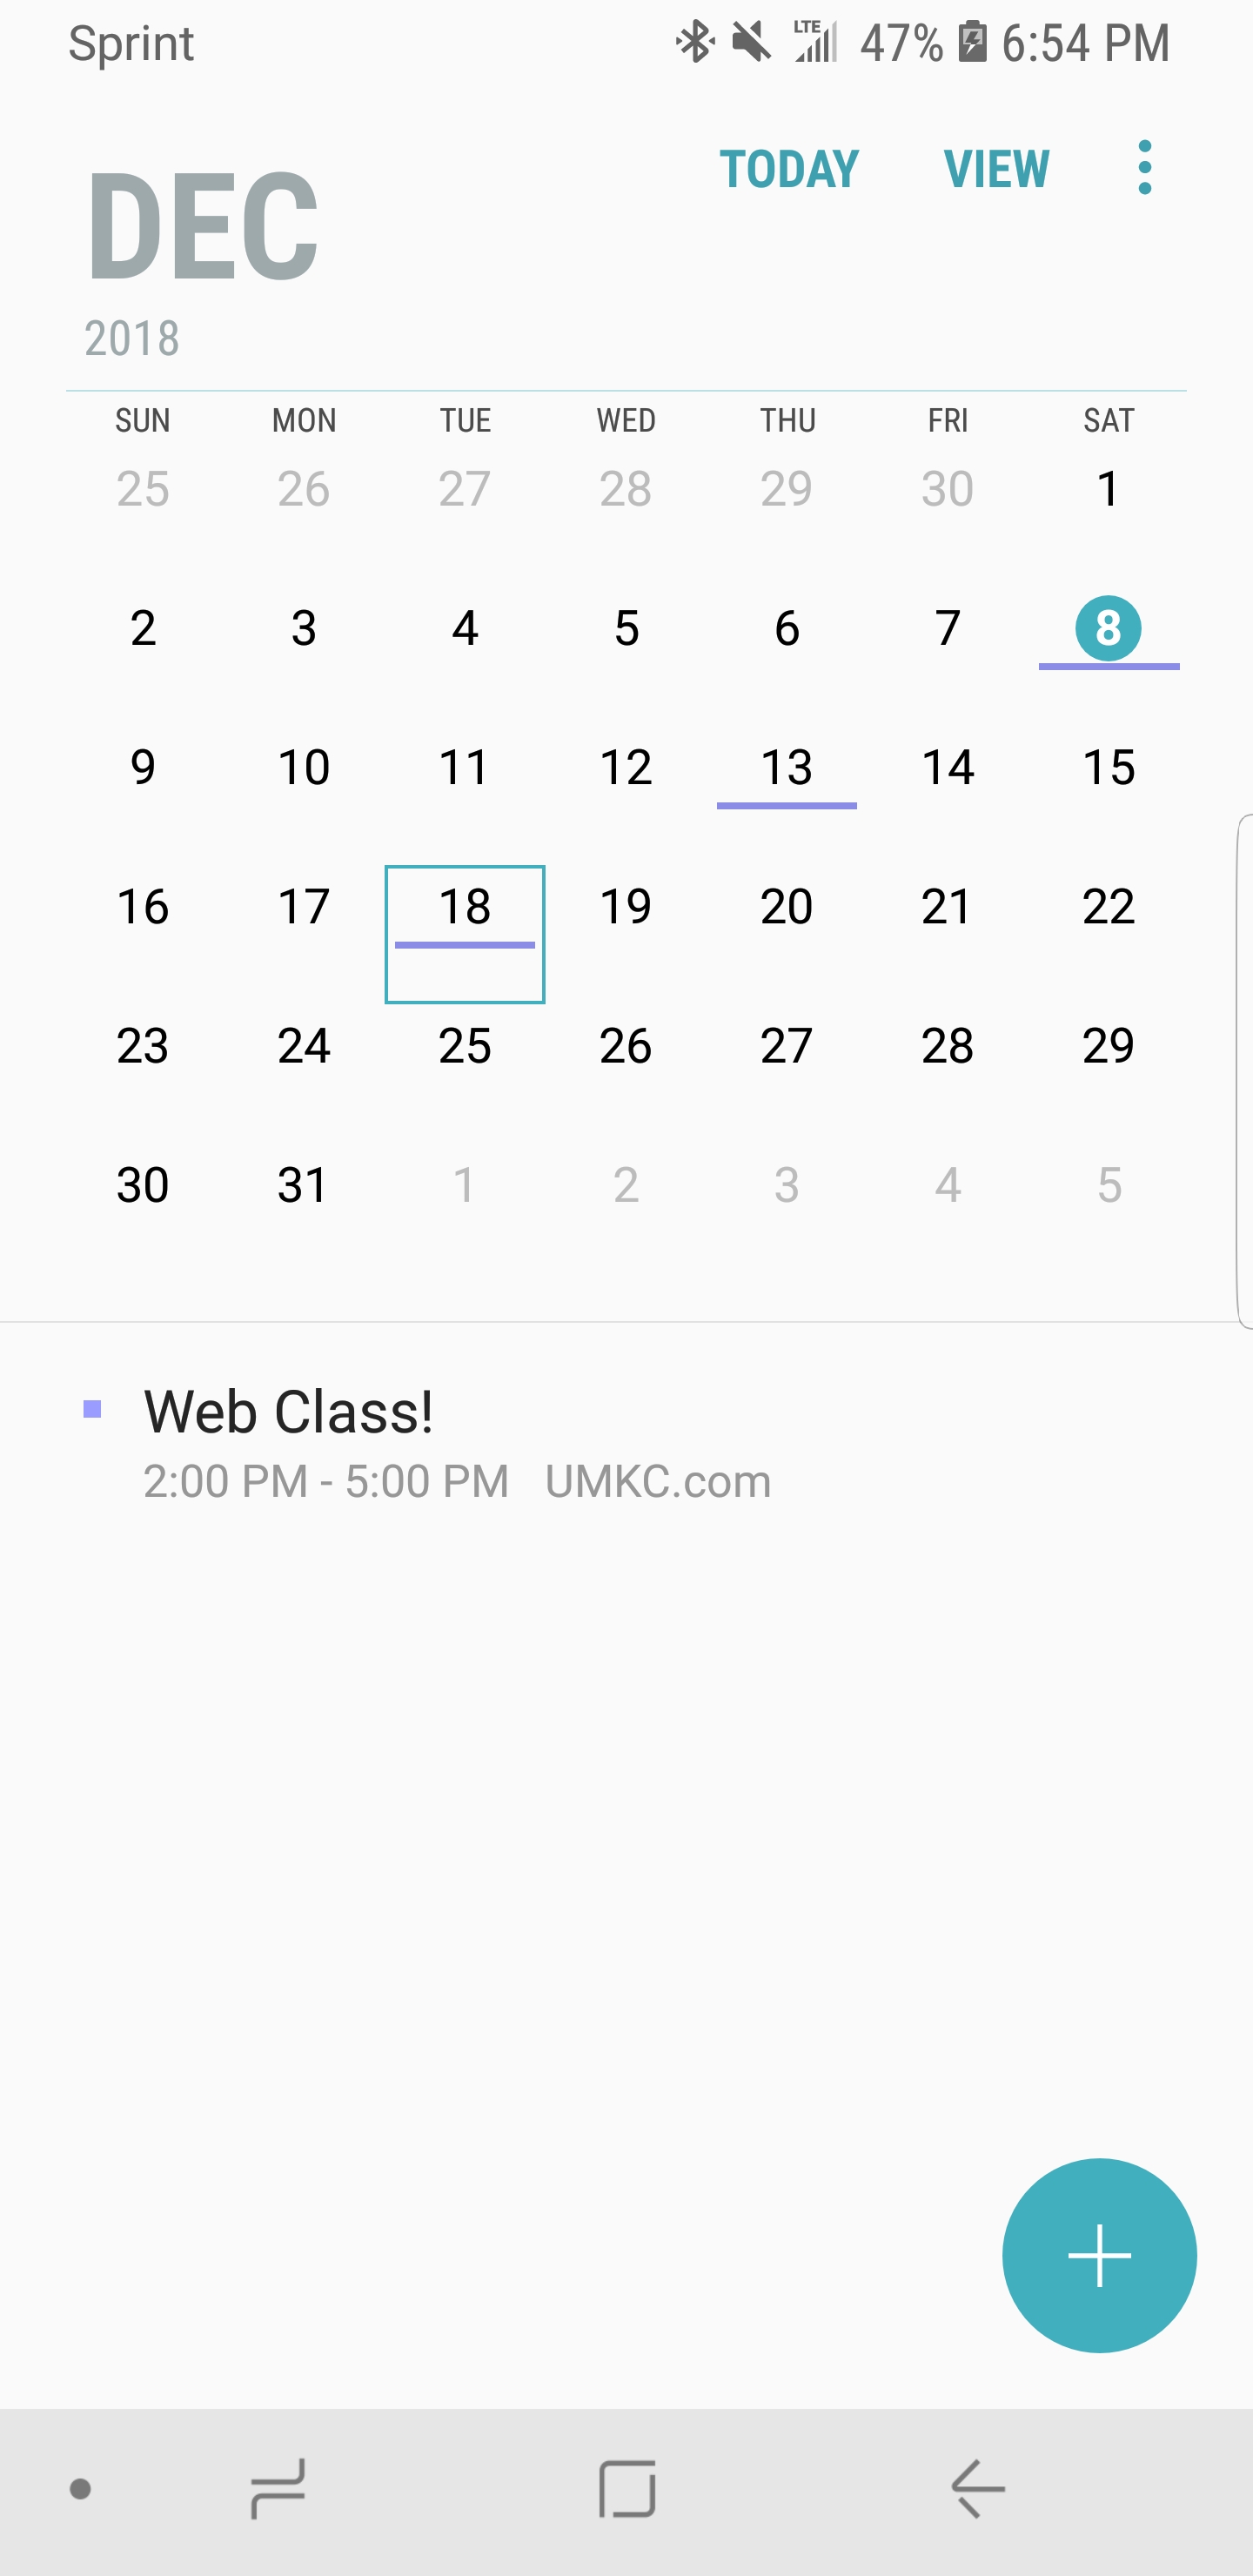 Sprint LTE 47% 6:54 PM
TODAY VIEW
DEC
2018
SUN MON TUE WED THU FRI SAT
25 26 27 28 29 30 1
2 3 4 5 6 7 8
9 10 11 12 13 14 15
16 17 18 19 20 21 22
23 24 25 26 27 28 29
30 31 1 2 3 4 5
Web Class!
2:00 PM - 5:00 PM UMKC.com